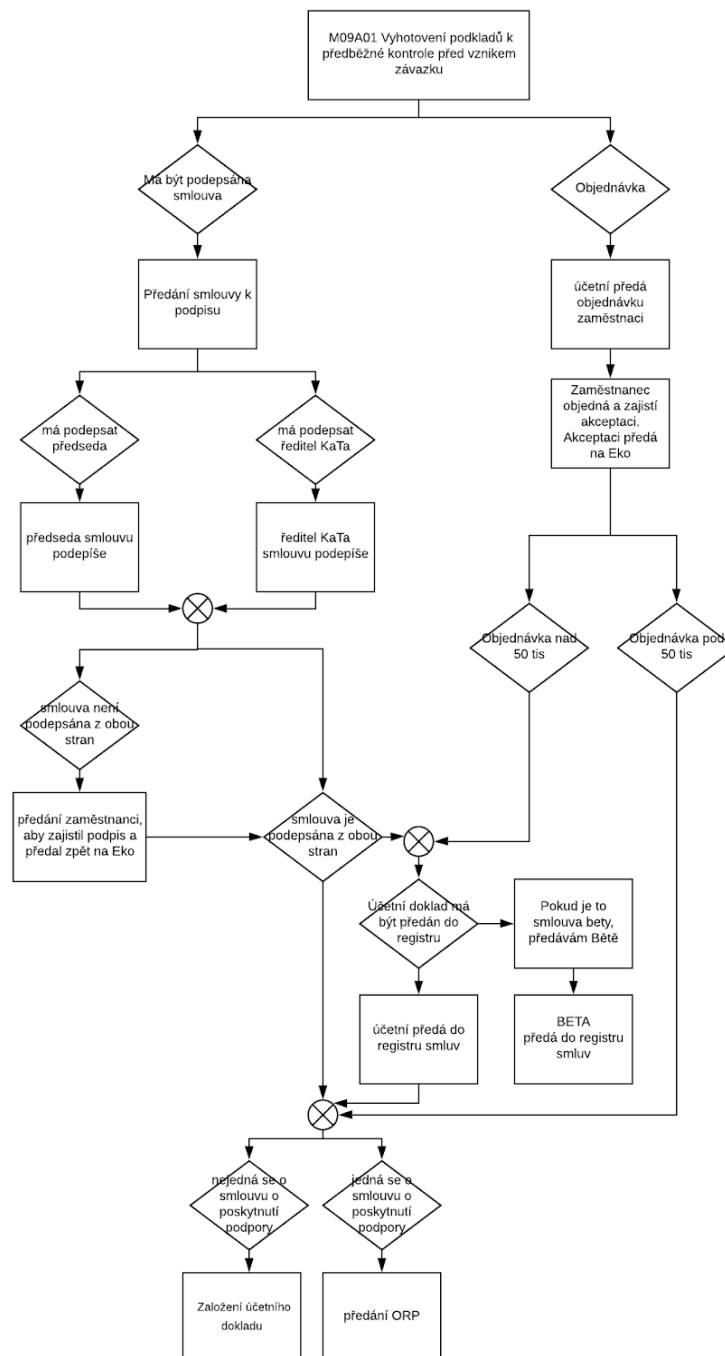 M09A01 Vyhotovení podkladů k
předběžné kontrole před vznikem
závazku
Ma být podepsána
smlouva
Objednávka
Předání smlouvy k
podpisu
účetní předá
objednávku
zaměstnaci
Zaměstnanec
objedná a zajistí
akceptaci.
Akceptaci předá
na Eko
má podepsat
předseda
má podepsat
ředitel KaTa
předseda smlouvu
podepíše
ředitel KaTa
smlouvu podepíše
Objednávka nad
50 tis
Objednávka pod
50 tis
smlouva není
podepsána z obou
stran
předání zaměstnanci,
aby zajistil podpis a
předal zpět na Eko
smlouva je
podepsána z obou
stran
Účetní doklad má
být předán do
registru
Pokud je to
smlouva bety,
předávám Bětě
účetní předá do
registru smluv
BETA
předá do registru
smluv
nejedná se o
smlouvu o
poskytnutí
podpory
jedná se o
smlouvu o
poskytnutí
podpory
Založení účetního
dokladu
předání ORP